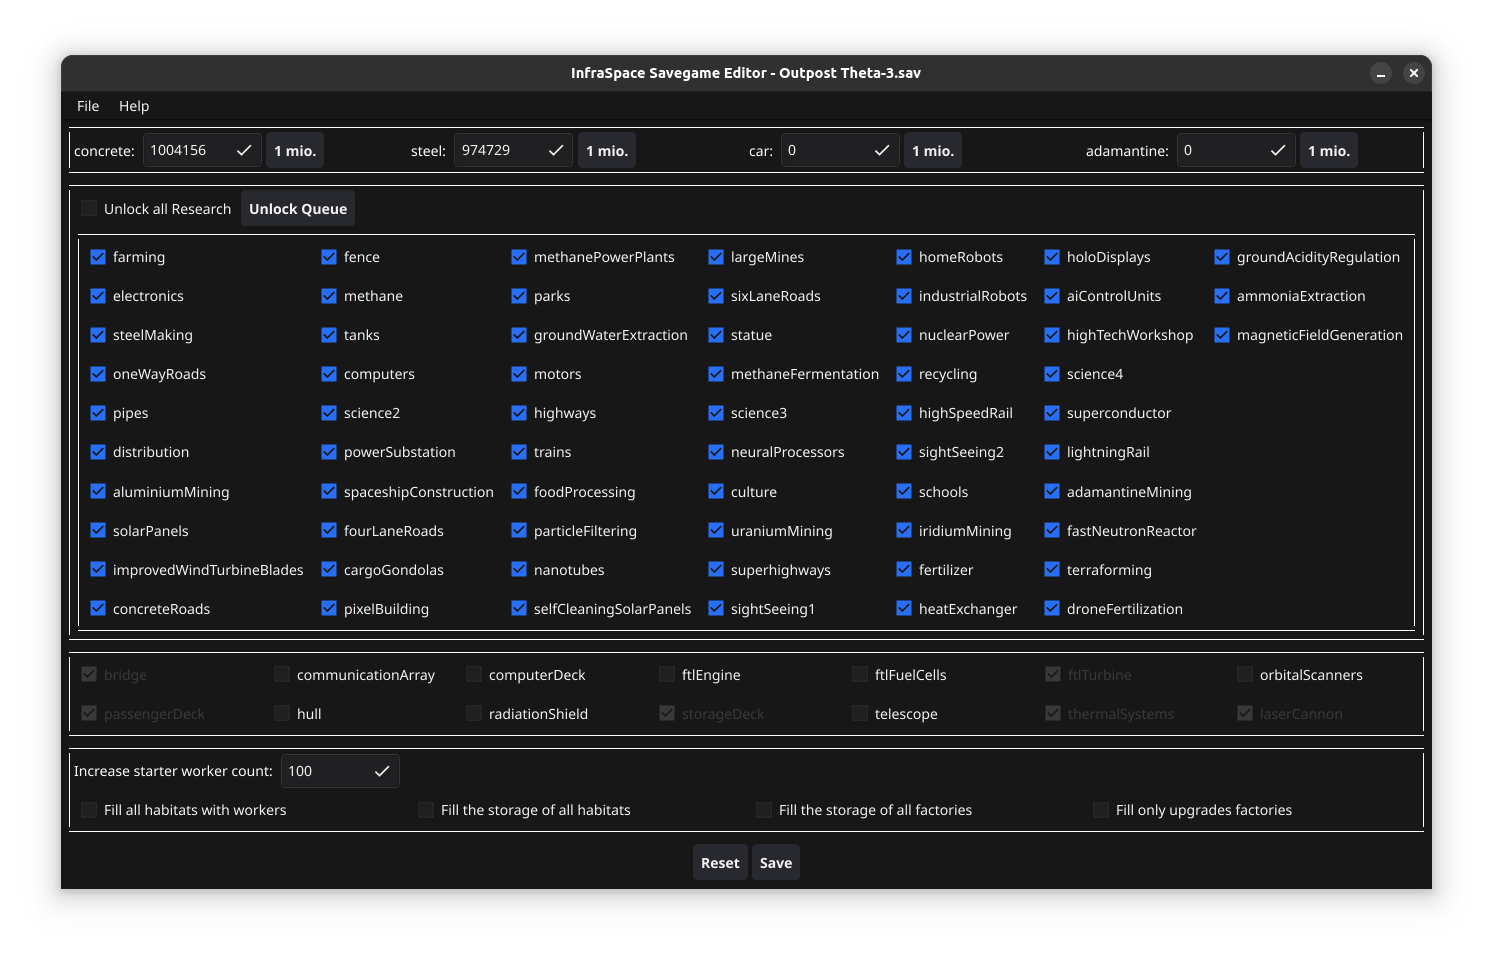 InfraSpace Savegame Editor - Outpost Theta-3.sav
File Help
concrete: 1004156 1 mio. steel: 974729 1 mio. car: 0 1 mio. adamantine: 0 1 mio.
Unlock all Research Unlock Queue
farming fence methanePowerPlants largeMines homeRobots holoDisplays groundAcidityRegulation
electronics methane parks sixLaneRoads industrialRobots aiControlUnits ammoniaExtraction
steelMaking tanks groundWaterExtraction statue nuclearPower highTechWorkshop magneticFieldGeneration
oneWayRoads computers motors methaneFermentation recycling science4
pipes science2 highways science3 highSpeedRail superconductor
distribution powerSubstation trains neuralProcessors sightSeeing2 lightningRail
aluminiumMining spaceshipConstruction foodProcessing culture schools adamantineMining
solarPanels fourLaneRoads particleFiltering uraniumMining iridiumMining fastNeutronReactor
improvedWindTurbineBlades cargoGondolas nanotubes superhighways fertilizer terraforming
concreteRoads pixelBuilding selfCleaningSolarPanels sightSeeing1 heatExchanger droneFertilization
bridge communicationArray computerDeck ftlEngine ftlFuelCells ftlTurbine orbitalScanners
passengerDeck hull radiationShield storageDeck telescope thermalSystems laserCannon
Increase starter worker count: 100
Fill all habitats with workers Fill the storage of all habitats Fill the storage of all factories Fill only upgrades factories
Reset Save